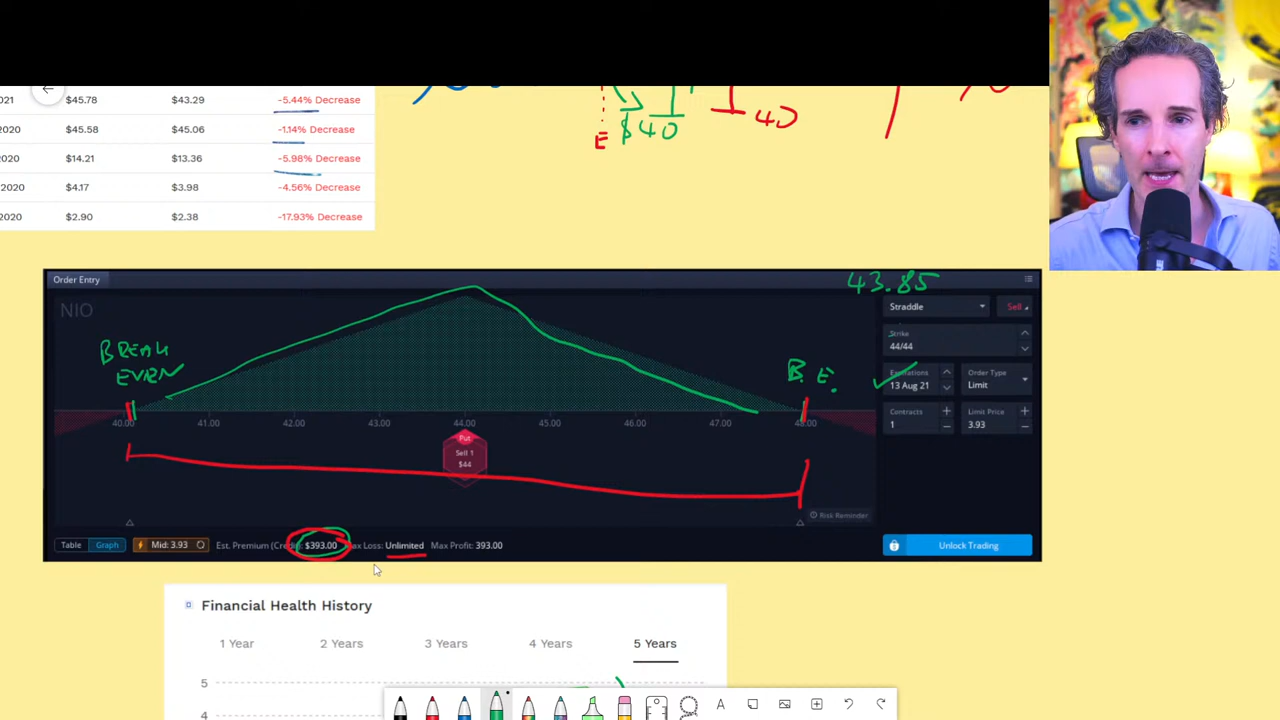 021 $45.78 $43.29 -5.44% Decrease
2020 $45.58 $45.06 -1.14% Decrease
2020 $14.21 $13.36 -5.98% Decrease
2020 $4.17 $3.98 -4.56% Decrease
2020 $2.90 $2.38 -17.93% Decrease
E
$40
40
Order Entry
43.85
NIO
Straddle
Sell
Strike
44/44
BREAK
EVEN
B.E.
Expirations
13 Aug 21
Order Type
Limit
Contracts
1
Limit Price
3.93
40.00 41.00 42.00 43.00 44.00 45.00 46.00 47.00 48.00
Put
Sell 1
$44
Risk Reminder
Table Graph Mid: 3.93 Est. Premium (Credit) $393.00 Max Loss: Unlimited Max Profit: 393.00
Unlock Trading
Financial Health History
1 Year 2 Years 3 Years 4 Years 5 Years
5
4
A